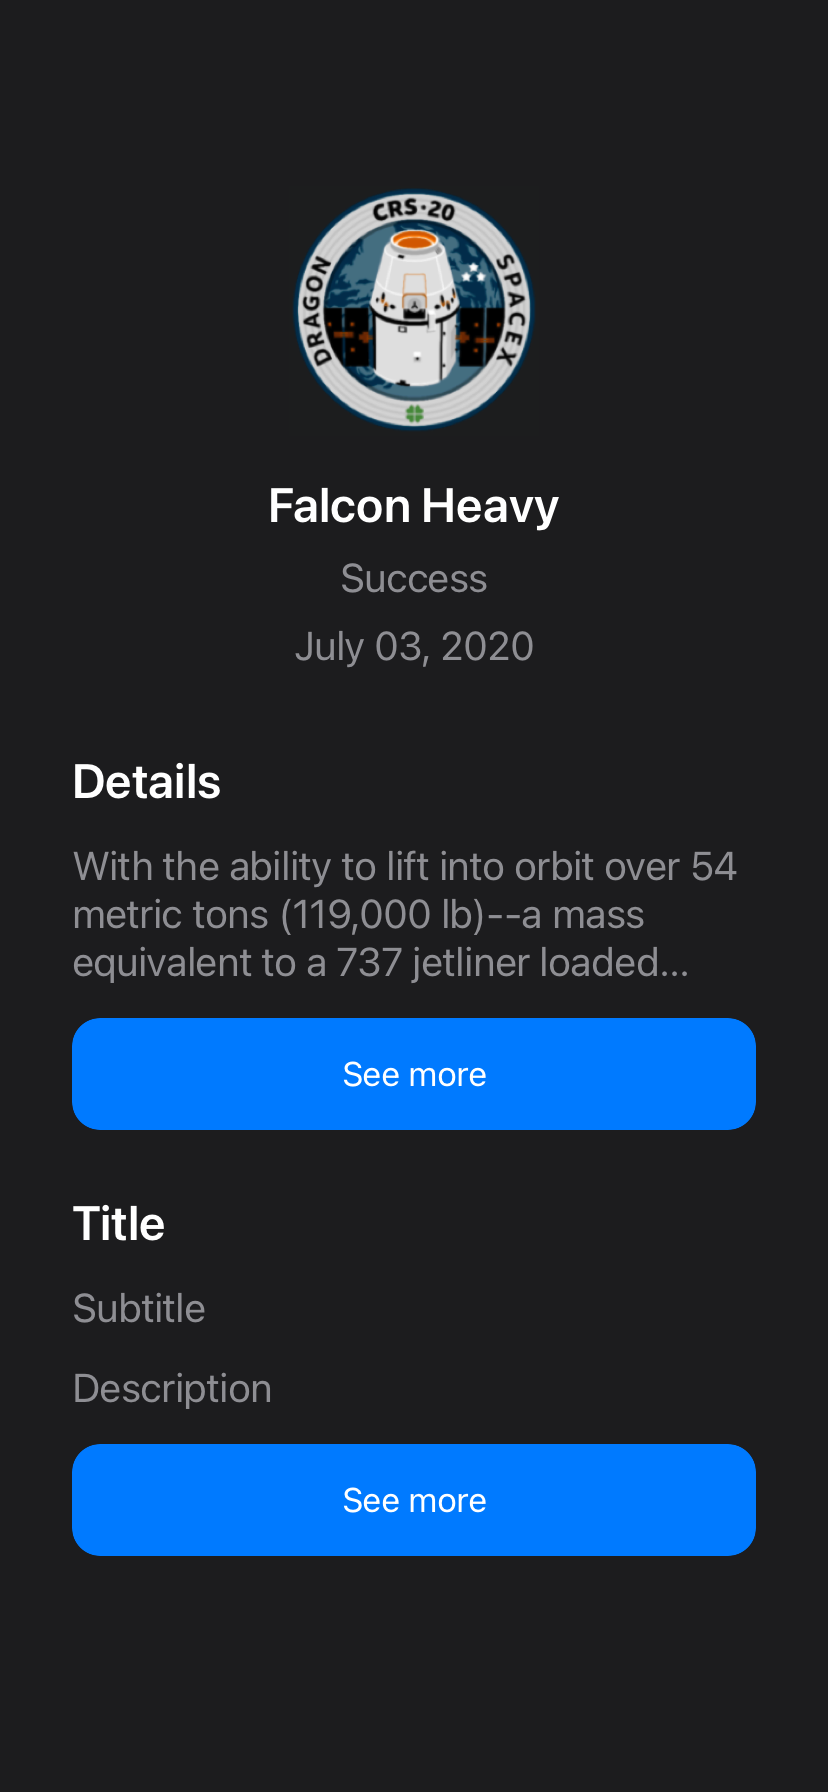 CRS·20
DRAGON
SPACEX
Falcon Heavy
Success
July 03, 2020
Details
With the ability to lift into orbit over 54
metric tons (119,000 lb)--a mass
equivalent to a 737 jetliner loaded...
See more
Title
Subtitle
Description
See more